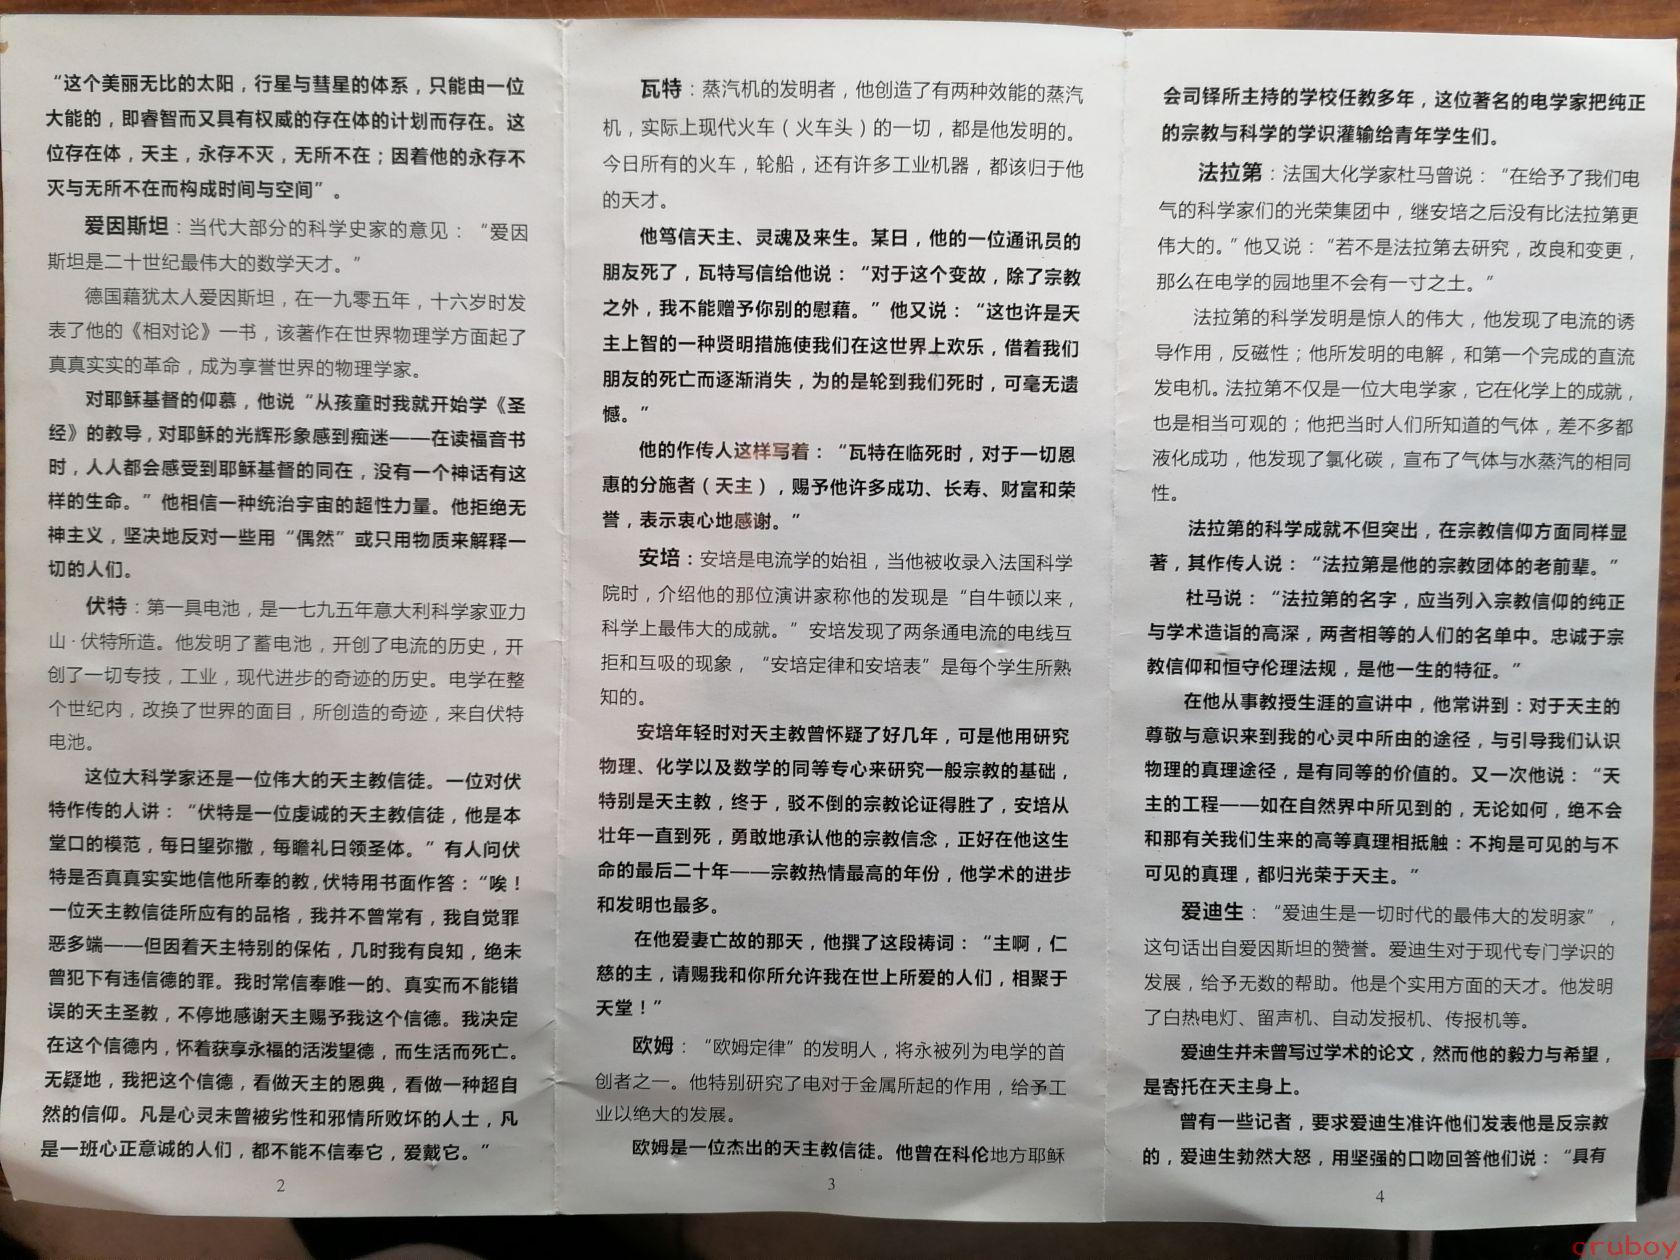 “这个美丽无比的太阳，行星与彗星的体系，只能由一位
大能的，即睿智而又具有权威的存在体的计划而存在。这
位存在体，天主，永存不灭，无所不在；因着他的永存不
灭与无所不在而构成时间与空间”。
爱因斯坦：当代大部分的科学史家的意见：“爱因
斯坦是二十世纪最伟大的数学天才。”
德国藉犹太人爱因斯坦，在一九零五年，十六岁时发
表了他的《相对论》一书，该著作在世界物理学方面起了
真真实实的革命，成为享誉世界的物理学家。
对耶稣基督的仰慕，他说“从孩童时我就开始学《圣
经》的教导，对耶稣的光辉形象感到痴迷——在读福音书
时，人人都会感受到耶稣基督的同在，没有一个神话有这
样的生命。”他相信一种统治宇宙的超性力量。他拒绝无
神主义，坚决地反对一些用“偶然”或只用物质来解释一
切的人们。
伏特：第一具电池，是一七九五年意大利科学家亚力
山·伏特所造。他发明了蓄电池，开创了电流的历史，开
创了一切专技，工业，现代进步的奇迹的历史。电学在整
个世纪内，改换了世界的面目，所创造的奇迹，来自伏特
电池。
这位大科学家还是一位伟大的天主教信徒。一位对伏
特作传的人讲：“伏特是一位虔诚的天主教信徒，他是本
堂口的模范，每日望弥撒，每瞻礼日领圣体。”有人问伏
特是否真真实实地信他所奉的教，伏特用书面作答：“唉！
一位天主教信徒所应有的品格，我并不曾常有，我自觉罪
恶多端——但因着天主特别的保佑，几时我有良知，绝未
曾犯下有违信德的罪。我时常信奉唯一的、真实而不能错
误的天主圣教，不停地感谢天主赐予我这个信德。我决定
在这个信德内，怀着获享永福的活泼望德，而生活而死亡。
无疑地，我把这个信德，看做天主的恩典，看做一种超自
然的信仰。凡是心灵未曾被劣性和邪情所败坏的人士，凡
是一班心正意诚的人们，都不能不信奉它，爱戴它。”
2
瓦特：蒸汽机的发明者，他创造了有两种效能的蒸汽
机，实际上现代火车（火车头）的一切，都是他发明的。
今日所有的火车，轮船，还有许多工业机器，都该归于他
的天才。
他笃信天主、灵魂及来生。某日，他的一位通讯员的
朋友死了，瓦特写信给他说：“对于这个变故，除了宗教
之外，我不能赠予你别的慰藉。”他又说：“这也许是天
主上智的一种贤明措施使我们在这世界上欢乐，借着我们
朋友的死亡而逐渐消失，为的是轮到我们死时，可毫无遗
憾。”
他的作传人这样写着：“瓦特在临死时，对于一切恩
惠的分施者（天主），赐予他许多成功、长寿、财富和荣
誉，表示衷心地感谢。”
安培：安培是电流学的始祖，当他被收录入法国科学
院时，介绍他的那位演讲家称他的发现是“自牛顿以来，
科学上最伟大的成就。”安培发现了两条通电流的电线互
拒和互吸的现象，“安培定律和安培表”是每个学生所熟
知的。
安培年轻时对天主教曾怀疑了好几年，可是他用研究
物理、化学以及数学的同等专心来研究一般宗教的基础，
特别是天主教，终于，驳不倒的宗教论证得胜了，安培从
壮年一直到死，勇敢地承认他的宗教信念，正好在他这生
命的最后二十年——宗教热情最高的年份，他学术的进步
和发明也最多。
在他爱妻亡故的那天，他撰了这段祷词：“主啊，仁
慈的主，请赐我和你所允许我在世上所爱的人们，相聚于
天堂！”
欧姆：“欧姆定律”的发明人，将永被列为电学的首
创者之一。他特别研究了电对于金属所起的作用，给予工
业以绝大的发展。
欧姆是一位杰出的天主教信徒。他曾在科伦地方耶稣
3
会司铎所主持的学校任教多年，这位著名的电学家把纯正
的宗教与科学的学识灌输给青年学生们。
法拉第：法国大化学家杜马曾说：“在给予了我们电
气的科学家们的光荣集团中，继安培之后没有比法拉第更
伟大的。”他又说：“若不是法拉第去研究，改良和变更，
那么在电学的园地里不会有一寸之土。”
法拉第的科学发明是惊人的伟大，他发现了电流的诱
导作用，反磁性；他所发明的电解，和第一个完成的直流
发电机。法拉第不仅是一位大电学家，它在化学上的成就，
也是相当可观的；他把当时人们所知道的气体，差不多都
液化成功，他发现了氯化碳，宣布了气体与水蒸汽的相同
性。
法拉第的科学成就不但突出，在宗教信仰方面同样显
著，其作传人说：“法拉第是他的宗教团体的老前辈。”
杜马说：“法拉第的名字，应当列入宗教信仰的纯正
与学术造诣的高深，两者相等的人们的名单中。忠诚于宗
教信仰和恒守伦理法规，是他一生的特征。”
在他从事教授生涯的宣讲中，他常讲到：对于天主的
尊敬与意识来到我的心灵中所由的途径，与引导我们认识
物理的真理途径，是有同等的价值的。又一次他说：“天
主的工程——如在自然界中所见到的，无论如何，绝不会
和那有关我们生来的高等真理相抵触：不拘是可见的与不
可见的真理，都归光荣于天主。”
爱迪生：“爱迪生是一切时代的最伟大的发明家”，
这句话出自爱因斯坦的赞誉。爱迪生对于现代专门学识的
发展，给予无数的帮助。他是个实用方面的天才。他发明
了白热电灯、留声机、自动发报机、传报机等。
爱迪生并未曾写过学术的论文，然而他的毅力与希望，
是寄托在天主身上。
曾有一些记者，要求爱迪生准许他们发表他是反宗教
的，爱迪生勃然大怒，用坚强的口吻回答他们说：“具有
4
cruboy